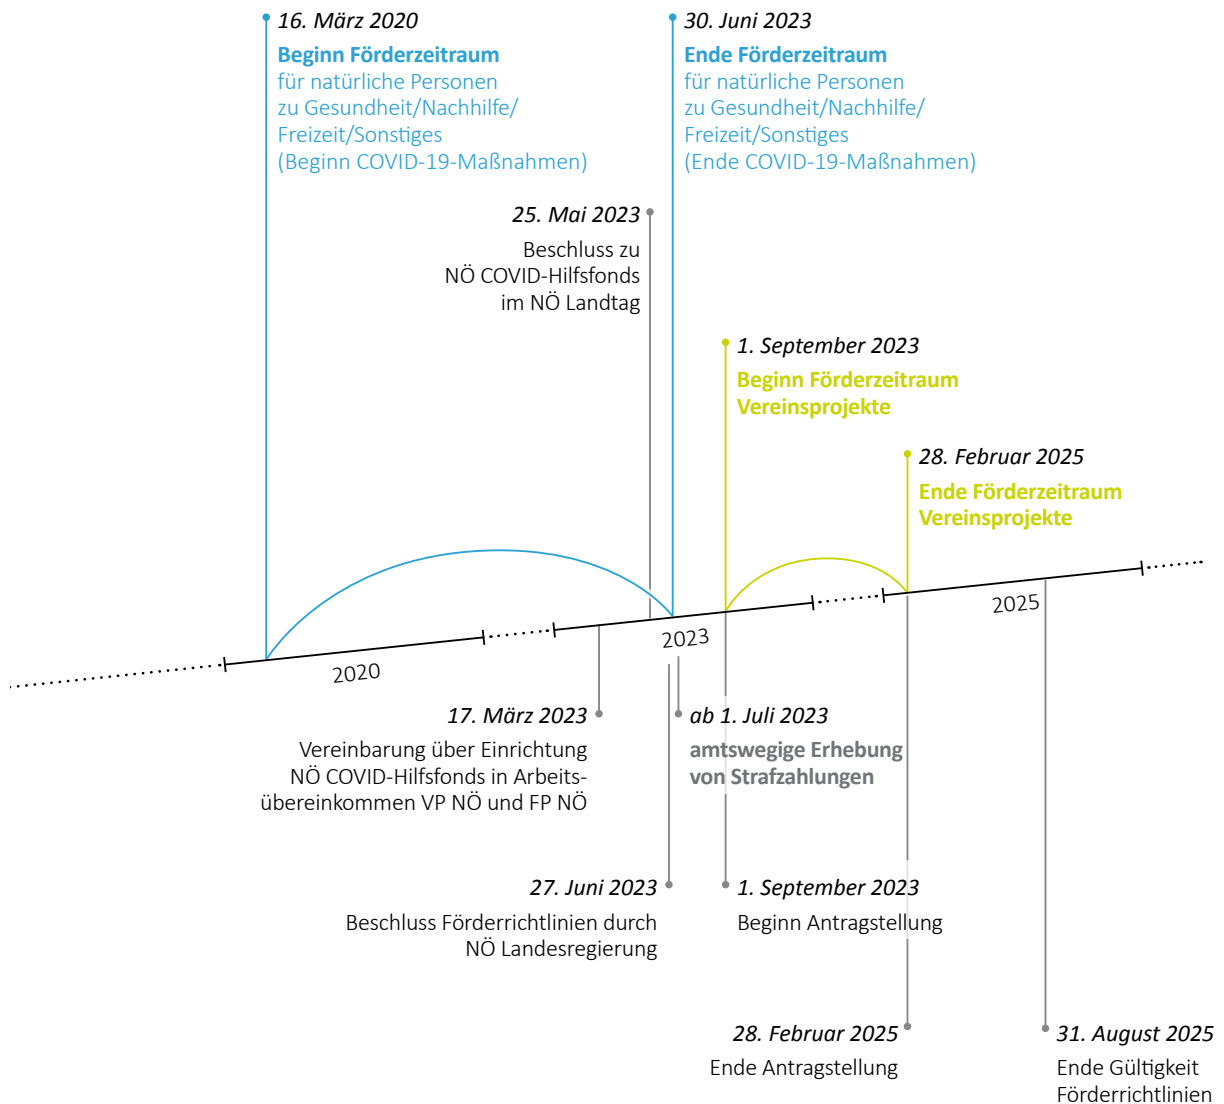 16. März 2020
Beginn Förderzeitraum
für natürliche Personen
zu Gesundheit/Nachhilfe/
Freizeit/Sonstiges
(Beginn COVID-19-Maßnahmen)
30. Juni 2023
Ende Förderzeitraum
für natürliche Personen
zu Gesundheit/Nachhilfe/
Freizeit/Sonstiges
(Ende COVID-19-Maßnahmen)
25. Mai 2023
Beschluss zu
NÖ COVID-Hilfsfonds
im NÖ Landtag
1. September 2023
Beginn Förderzeitraum
Vereinsprojekte
28. Februar 2025
Ende Förderzeitraum
Vereinsprojekte
2020
2023
2025
17. März 2023
Vereinbarung über Einrichtung
NÖ COVID-Hilfsfonds in Arbeits-
übereinkommen VP NÖ und FP NÖ
ab 1. Juli 2023
amtswegige Erhebung
von Strafzahlungen
27. Juni 2023
Beschluss Förderrichtlinien durch
NÖ Landesregierung
1. September 2023
Beginn Antragstellung
28. Februar 2025
Ende Antragstellung
31. August 2025
Ende Gültigkeit
Förderrichtlinien